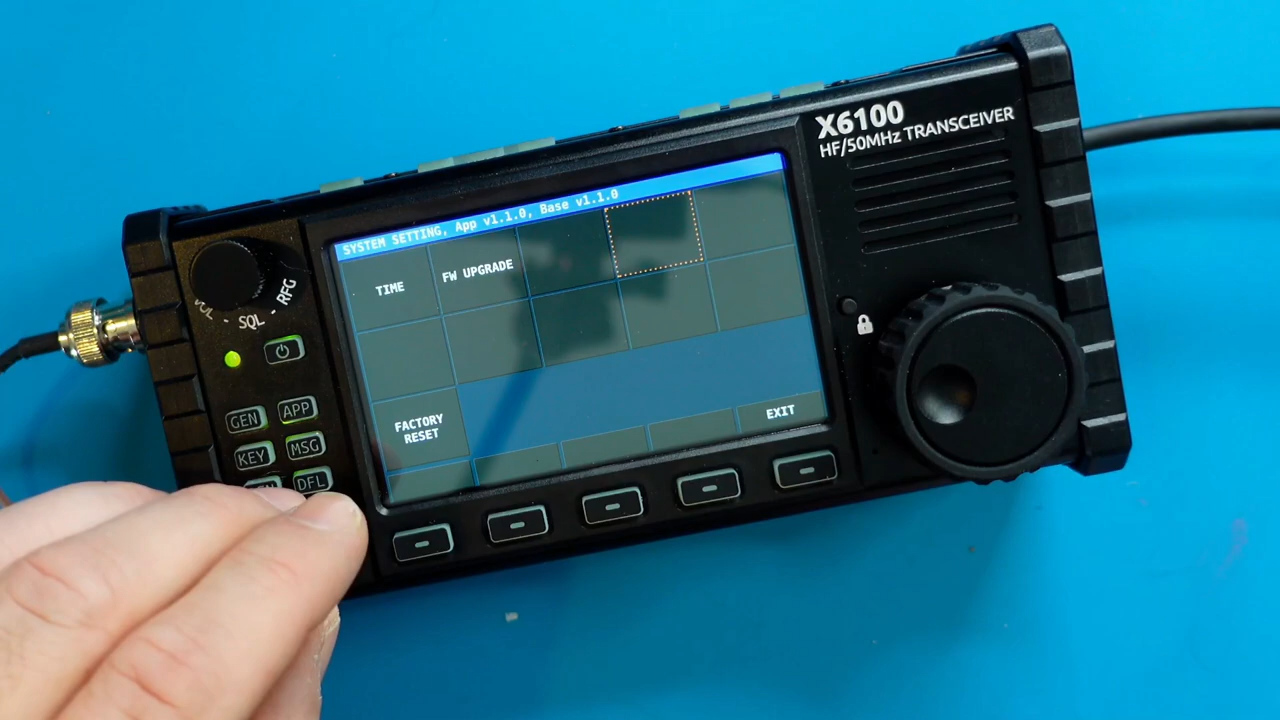 X6100
HF/50MHz TRANSCEIVER
SYSTEM SETTING, App v1.1.0, Base v1.1.0
TIME
FW UPGRADE
FACTORY
RESET
EXIT
SQL - RFG
GEN
APP
KEY
MSG
DFL